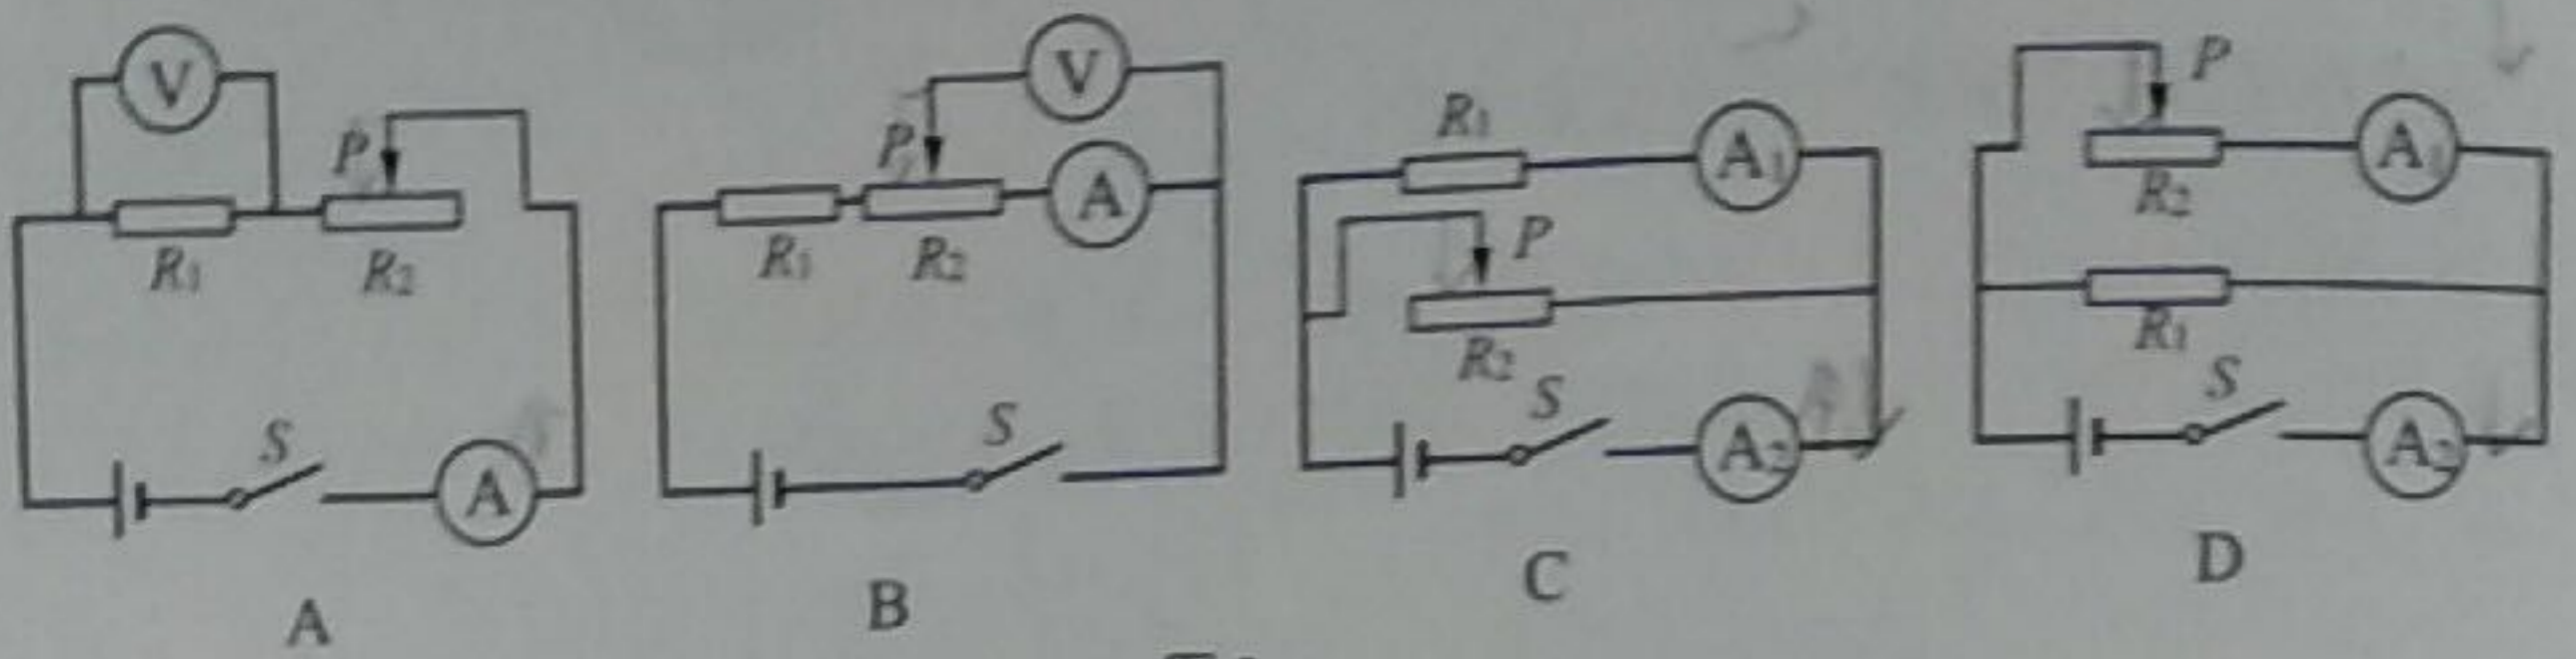 V P R1 R2 S A
A
V P R1 R2 A S
B
R1 A1 P R2 S A2
C
P R2 A1 R1 S A2
D